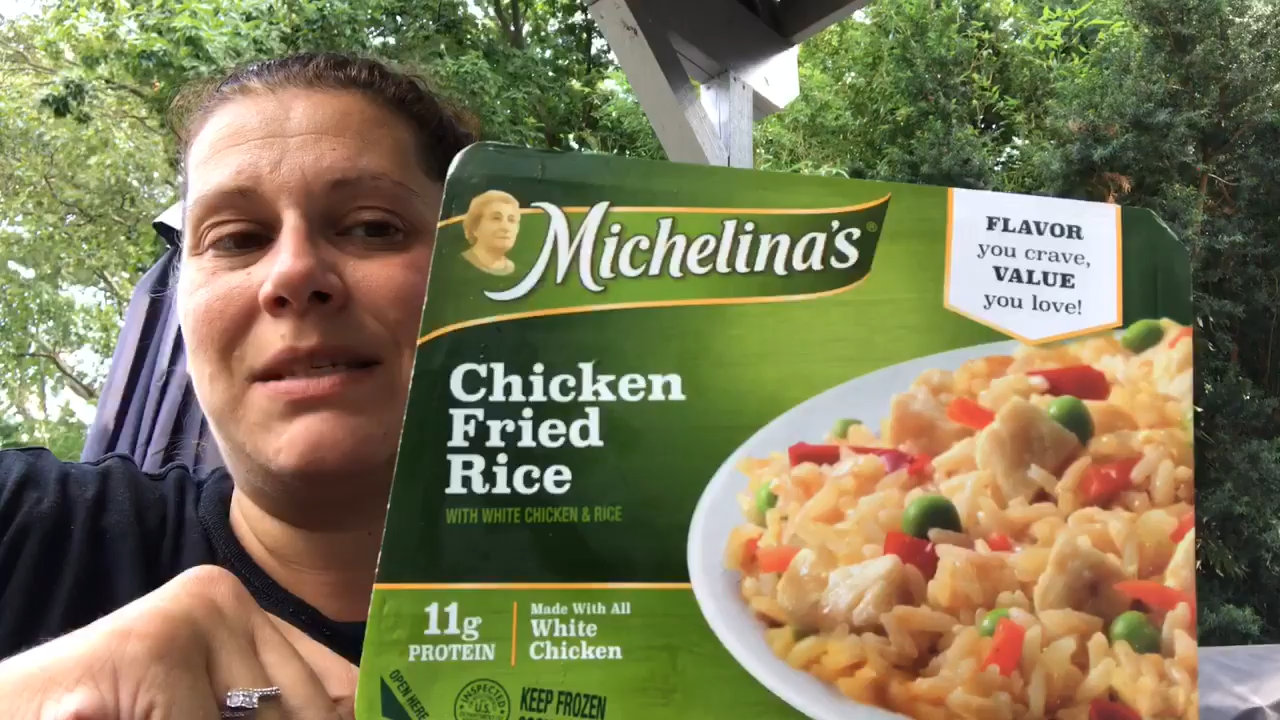 Michelina's®
FLAVOR
you crave,
VALUE
you love!
Chicken
Fried
Rice
WITH WHITE CHICKEN & RICE
11g
PROTEIN
Made With All
White
Chicken
OPEN HERE
INSPECTED
U.S.
KEEP FROZEN